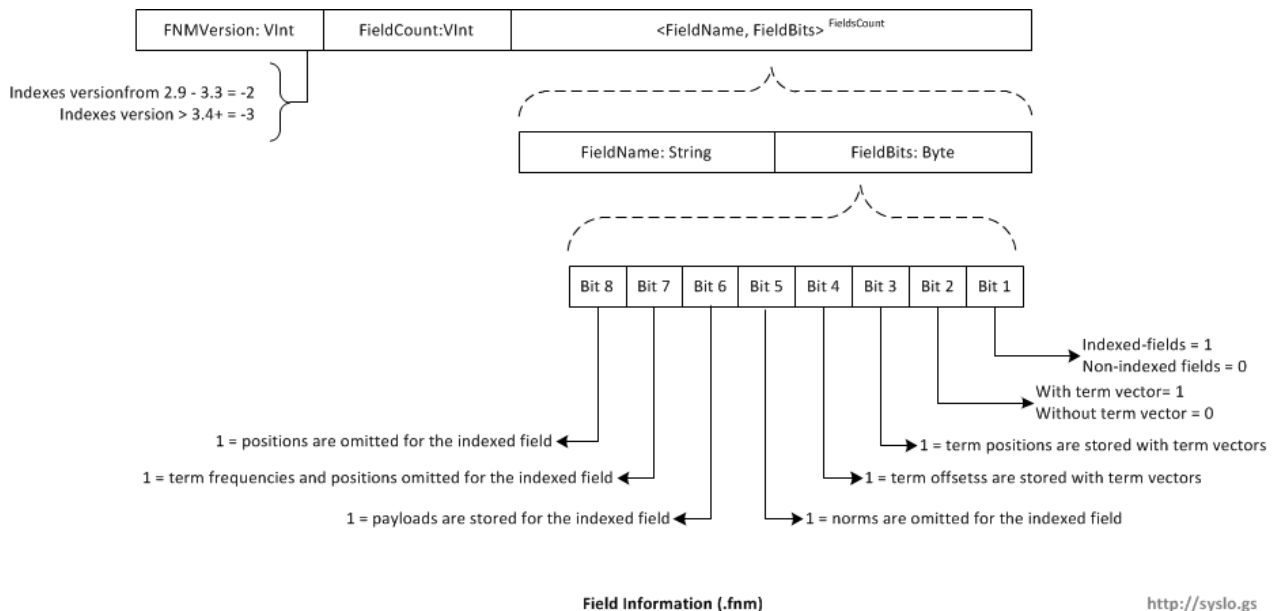 FNMVersion: VInt
FieldCount:VInt
<FieldName, FieldBits> FieldsCount
Indexes versionfrom 2.9 - 3.3 = -2
Indexes version > 3.4+ = -3
FieldName: String
FieldBits: Byte
Bit 8
Bit 7
Bit 6
Bit 5
Bit 4
Bit 3
Bit 2
Bit 1
Indexed-fields = 1
Non-indexed fields = 0
With term vector= 1
Without term vector = 0
1 = positions are omitted for the indexed field
1 = term positions are stored with term vectors
1 = term frequencies and positions omitted for the indexed field
1 = term offsetss are stored with term vectors
1 = payloads are stored for the indexed field
1 = norms are omitted for the indexed field
Field Information (.fnm)
http://syslo.gs